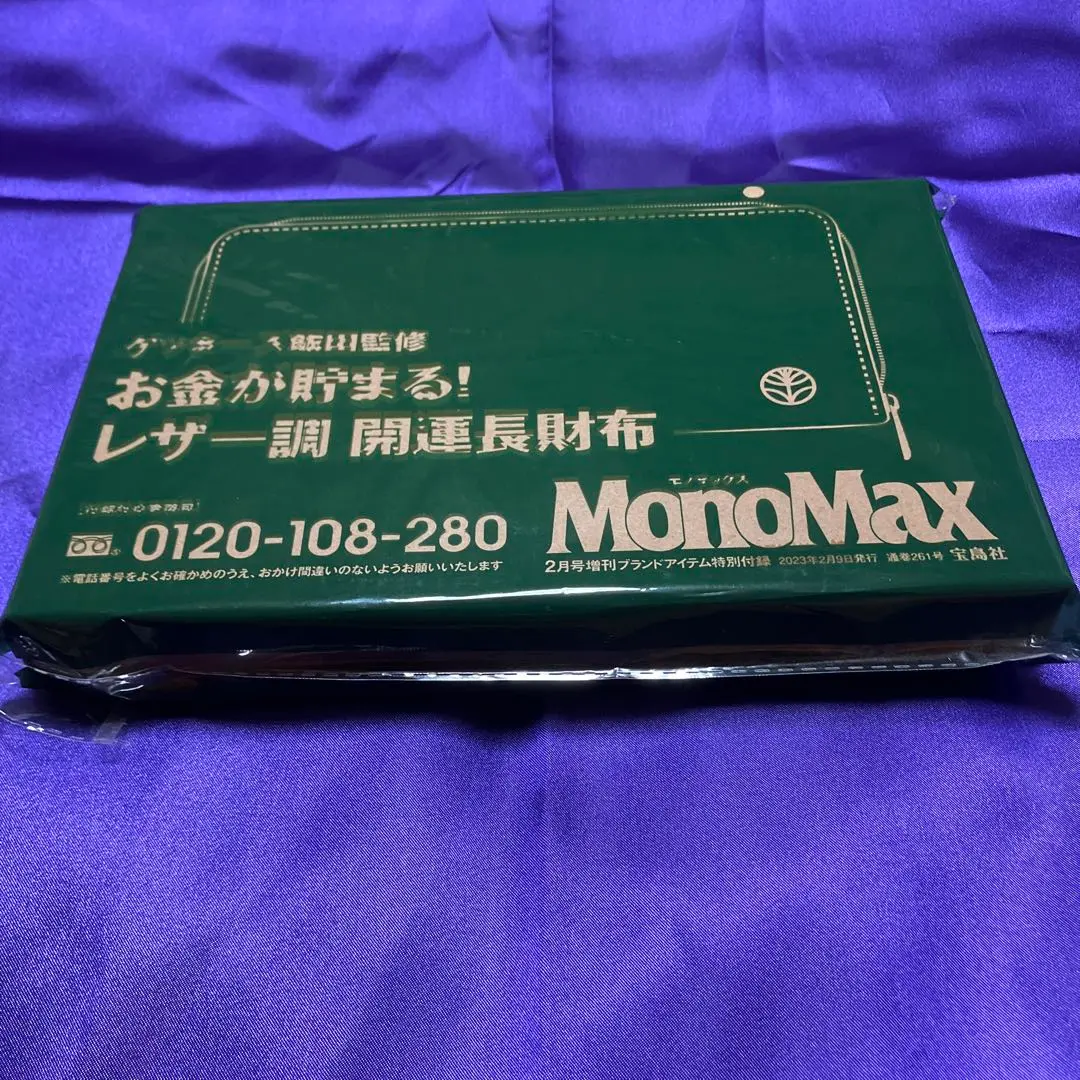 飯田監修
お金が貯まる!
レザー調 開運長財布
0120-108-280
※電話番号をよくお確かめのうえ、おかけ間違いのないようお願いいたします
モノマックス
MonoMax
2月号増刊ブランドアイテム特別付録 2023年2月9日発行 通巻261号 宝島社